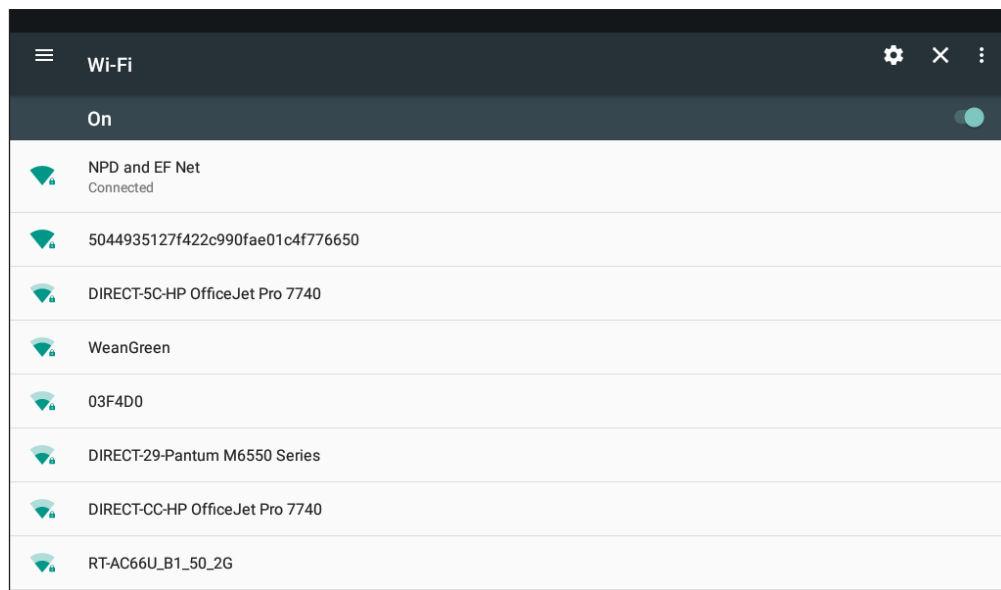 Wi-Fi
On
NPD and EF Net
Connected
5044935127f422c990fae01c4f776650
DIRECT-5C-HP OfficeJet Pro 7740
WeanGreen
03F4D0
DIRECT-29-Pantum M6550 Series
DIRECT-CC-HP OfficeJet Pro 7740
RT-AC66U_B1_50_2G